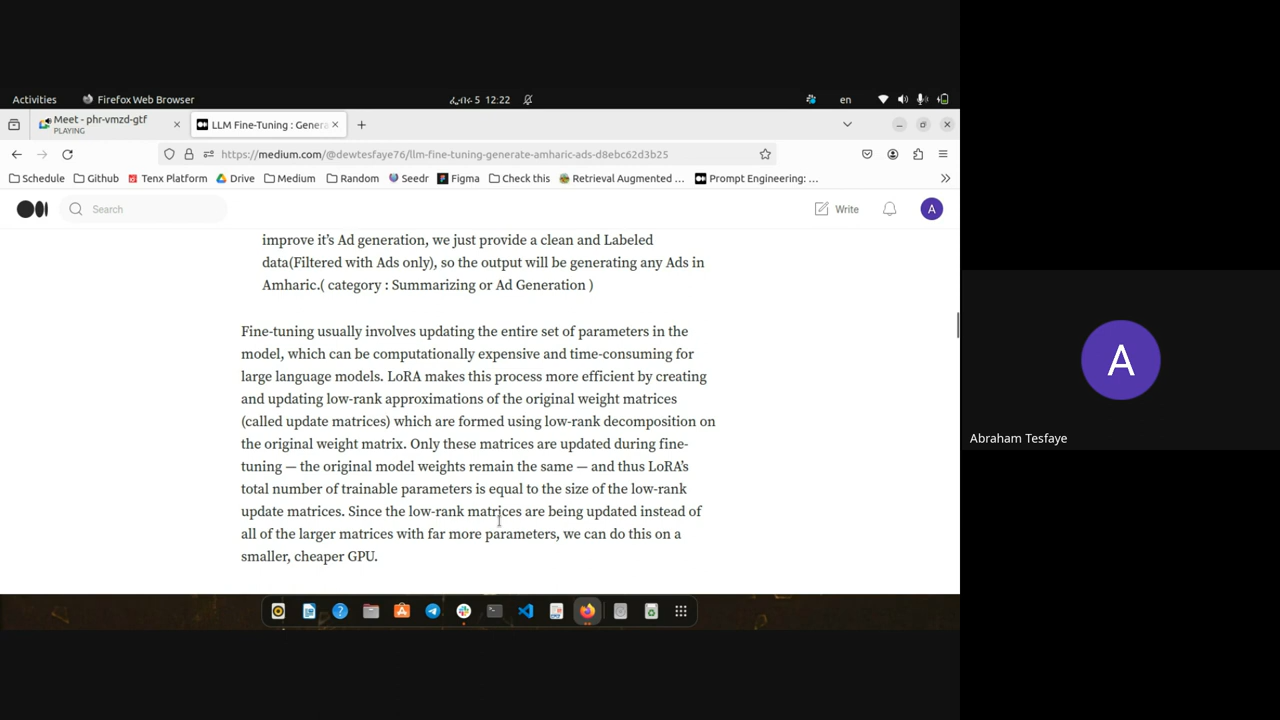 Activities
Firefox Web Browser
12:22
en
Meet - phr-vmzd-gtf
PLAYING
LLM Fine-Tuning : Genera
https://medium.com/@dewtesfaye76/llm-fine-tuning-generate-amharic-ads-d8ebc62d3b25
Schedule
Github
Tenx Platform
Drive
Medium
Random
Seedr
Figma
Check this
Retrieval Augmented ...
Prompt Engineering: ...
Search
Write
A
improve it’s Ad generation, we just provide a clean and Labeled
data(Filtered with Ads only), so the output will be generating any Ads in
Amharic.( category : Summarizing or Ad Generation )
Fine-tuning usually involves updating the entire set of parameters in the
model, which can be computationally expensive and time-consuming for
large language models. LoRA makes this process more efficient by creating
and updating low-rank approximations of the original weight matrices
(called update matrices) which are formed using low-rank decomposition on
the original weight matrix. Only these matrices are updated during fine-
tuning — the original model weights remain the same — and thus LoRA’s
total number of trainable parameters is equal to the size of the low-rank
update matrices. Since the low-rank matrices are being updated instead of
all of the larger matrices with far more parameters, we can do this on a
smaller, cheaper GPU.
A
Abraham Tesfaye